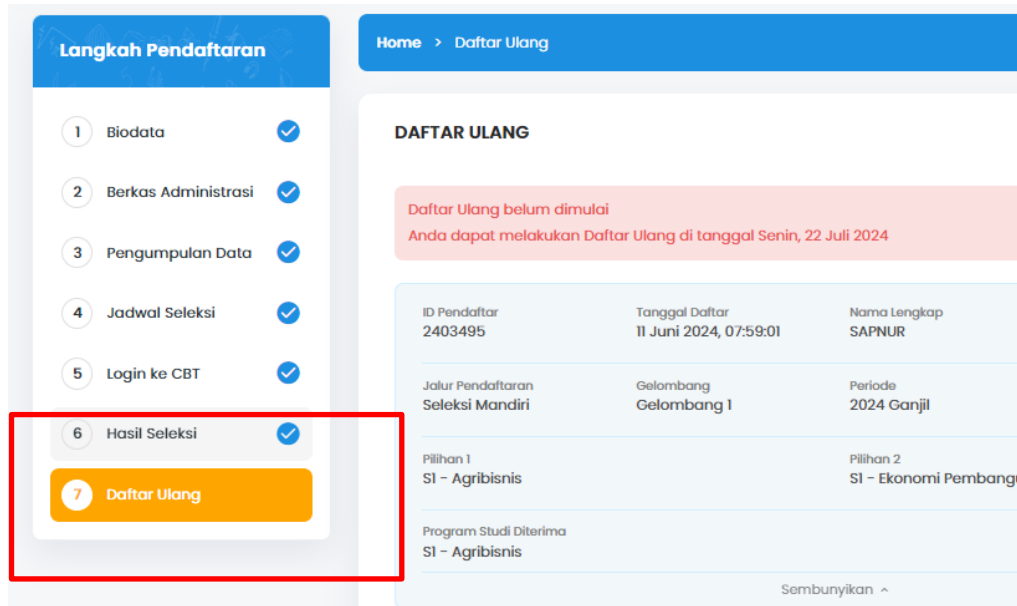 Langkah Pendaftaran
1 Biodata
2 Berkas Administrasi
3 Pengumpulan Data
4 Jadwal Seleksi
5 Login ke CBT
6 Hasil Seleksi
7 Daftar Ulang
Home > Daftar Ulang
DAFTAR ULANG
Daftar Ulang belum dimulai
Anda dapat melakukan Daftar Ulang di tanggal Senin, 22 Juli 2024
ID Pendaftar Tanggal Daftar Nama Lengkap
2403495 11 Juni 2024, 07:59:01 SAPNUR
Jalur Pendaftaran Gelombang Periode
Seleksi Mandiri Gelombang 1 2024 Ganjil
Pilihan 1 Pilihan 2
S1 - Agribisnis S1 - Ekonomi Pembang
Program Studi Diterima
S1 - Agribisnis
Sembunyikan